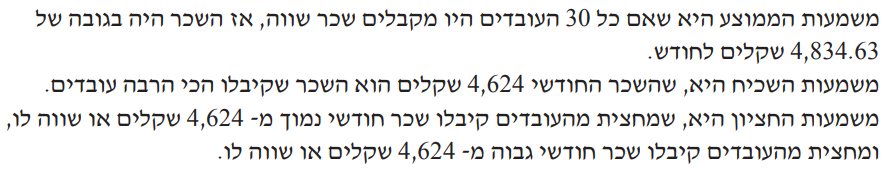 משמעות הממוצע היא שאם כל 30 העובדים היו מקבלים שכר שווה, אז השכר היה בגובה של
4,834.63 שקלים לחודש.
משמעות השכיח היא, שהשכר החודשי 4,624 שקלים הוא השכר שקיבלו הכי הרבה עובדים.
משמעות החציון היא, שמחצית מהעובדים קיבלו שכר חודשי נמוך מ- 4,624 שקלים או שווה לו,
ומחצית מהעובדים קיבלו שכר חודשי גבוה מ- 4,624 שקלים או שווה לו.